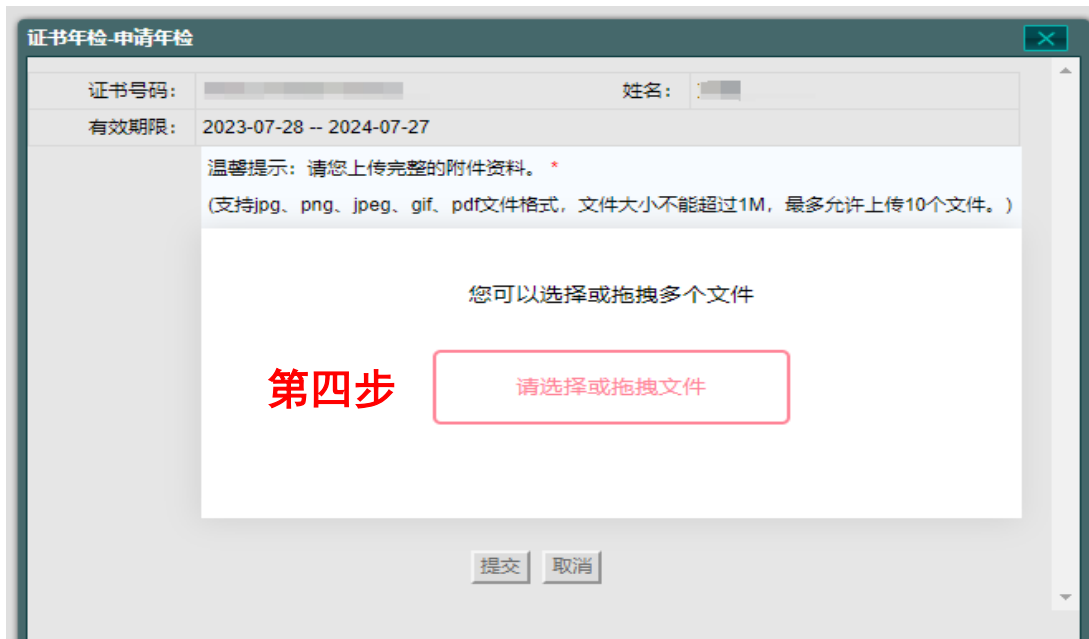 证书年检-申请年检
证书号码： 姓名：
有效期限： 2023-07-28 -- 2024-07-27
温馨提示：请您上传完整的附件资料。 *
(支持jpg、png、jpeg、gif、pdf文件格式，文件大小不能超过1M，最多允许上传10个文件。)
您可以选择或拖拽多个文件
第四步 请选择或拖拽文件
提交 取消